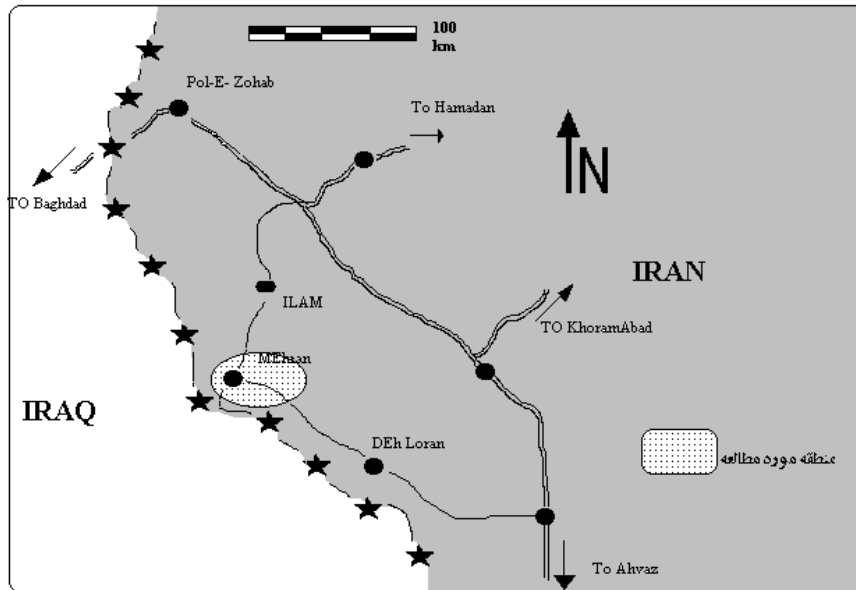 100
km
Pol-E- Zohab
To Hamadan
TO Baghdad
N
IRAN
ILAM
TO KhoramAbad
MEhran
IRAQ
DEh Loran
منطقه مورد مطالعه
To Ahvaz